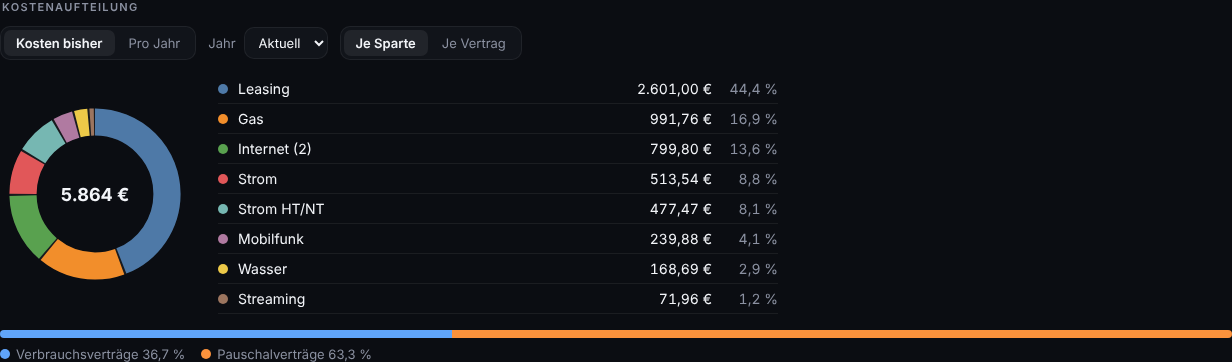 KOSTENAUFTEILUNG
Kosten bisher Pro Jahr Jahr Aktuell Je Sparte Je Vertrag
Leasing 2.601,00 € 44,4 %
Gas 991,76 € 16,9 %
Internet (2) 799,80 € 13,6 %
Strom 513,54 € 8,8 %
5.864 €
Strom HT/NT 477,47 € 8,1 %
Mobilfunk 239,88 € 4,1 %
Wasser 168,69 € 2,9 %
Streaming 71,96 € 1,2 %
Verbrauchsverträge 36,7 % Pauschalverträge 63,3 %